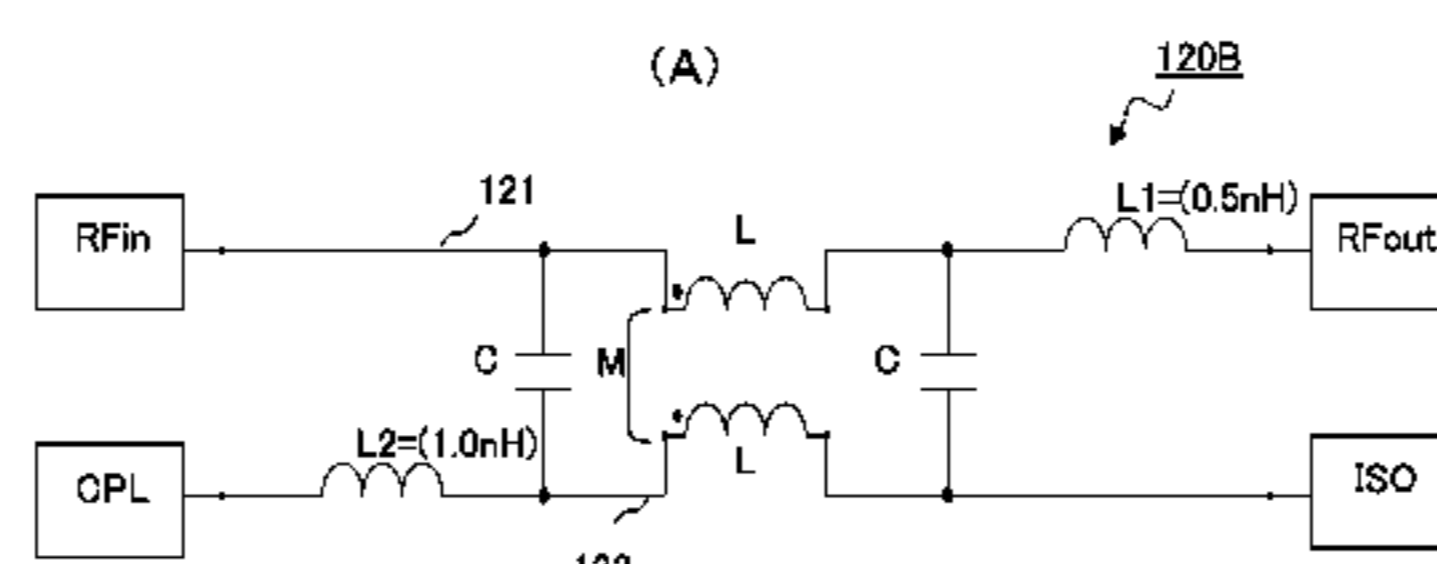 (A)
120B
121
L
L1=(0.5nH)
RFin
RFout
C
M
C
L2=(1.0nH)
L
CPL
ISO